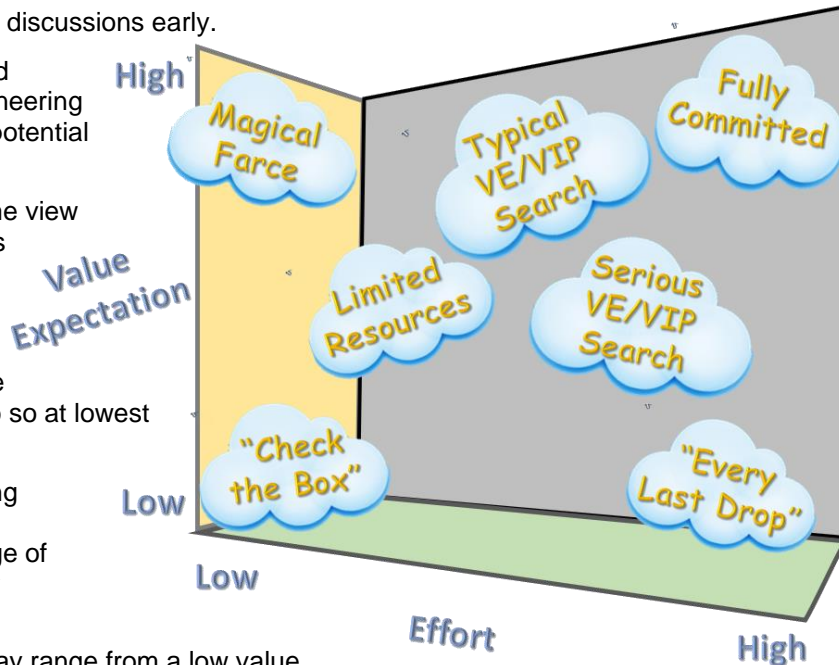 discussions early.
d
neering
potential
ne view
s
e
o so at lowest
ng
ge of
ay range from a low value
High
Value
Expectation
Low
Low
Effort
High
Magical
Farce
Typical
VE/VIP
Search
Fully
Committed
Limited
Resources
Serious
VE/VIP
Search
"Check
the Box"
"Every
Last Drop"